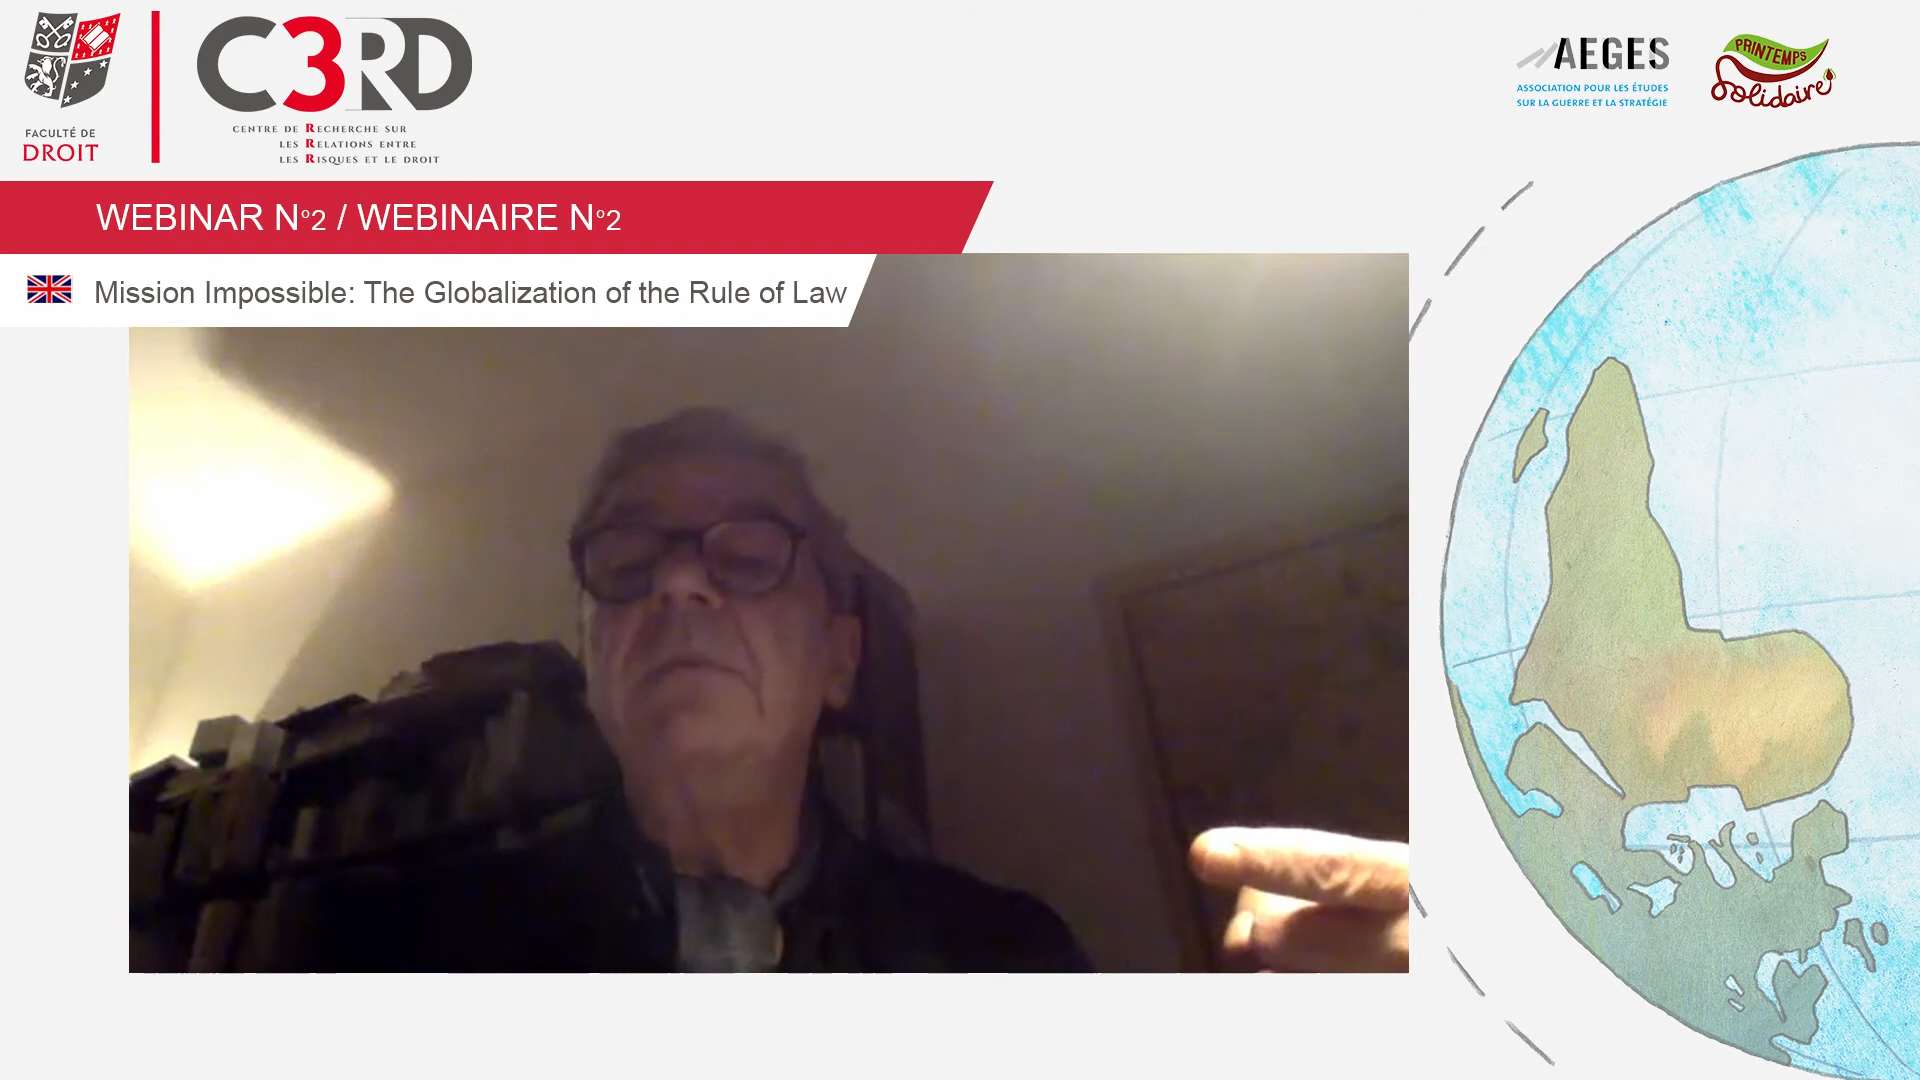 FACULTÉ DE
DROIT
C3RD
CENTRE DE RECHERCHE SUR
LES RELATIONS ENTRE
LES RISQUES ET LE DROIT
AEGES
ASSOCIATION POUR LES ÉTUDES
SUR LA GUERRE ET LA STRATÉGIE
PRINTEMPS
Solidaire
WEBINAR N°2 / WEBINAIRE N°2
Mission Impossible: The Globalization of the Rule of Law